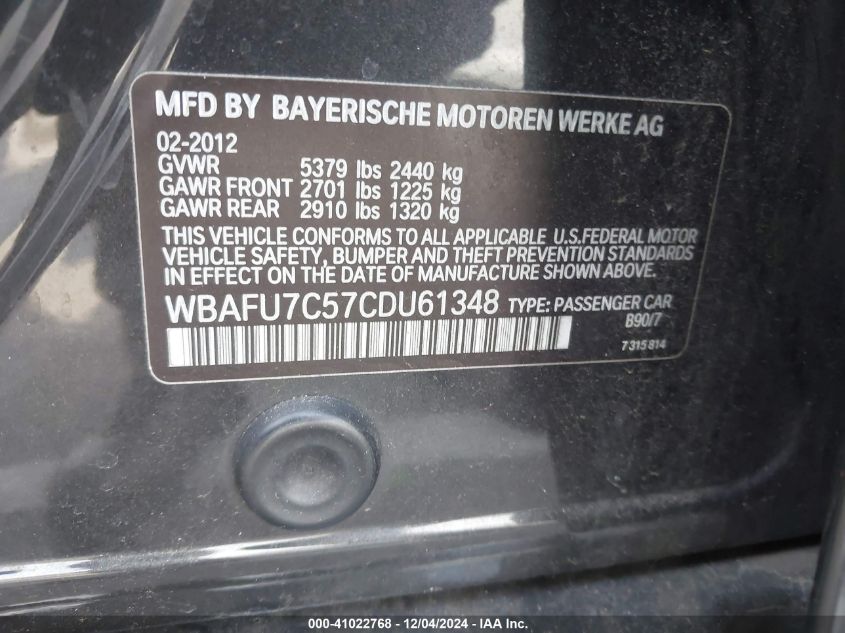 MFD BY BAYERISCHE MOTOREN WERKE AG
02-2012
GVWR 5379 lbs 2440 kg
GAWR FRONT 2701 lbs 1225 kg
GAWR REAR 2910 lbs 1320 kg
THIS VEHICLE CONFORMS TO ALL APPLICABLE U.S.FEDERAL MOTOR
VEHICLE SAFETY, BUMPER AND THEFT PREVENTION STANDARDS
IN EFFECT ON THE DATE OF MANUFACTURE SHOWN ABOVE.
WBAFU7C57CDU61348 TYPE: PASSENGER CAR
B90/7
7 315 814
000-41022768 - 12/04/2024 - IAA Inc.